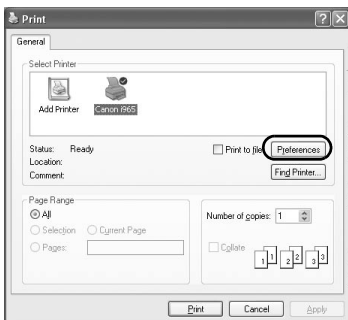 Print
General
Select Printer
Add Printer
Canon i965
Status: Ready
Location:
Comment:
Print to file
Preferences
Find Printer...
Page Range
All
Selection
Current Page
Pages:
Number of copies: 1
Collate
1 1 2 2 3 3
Print
Cancel
Apply